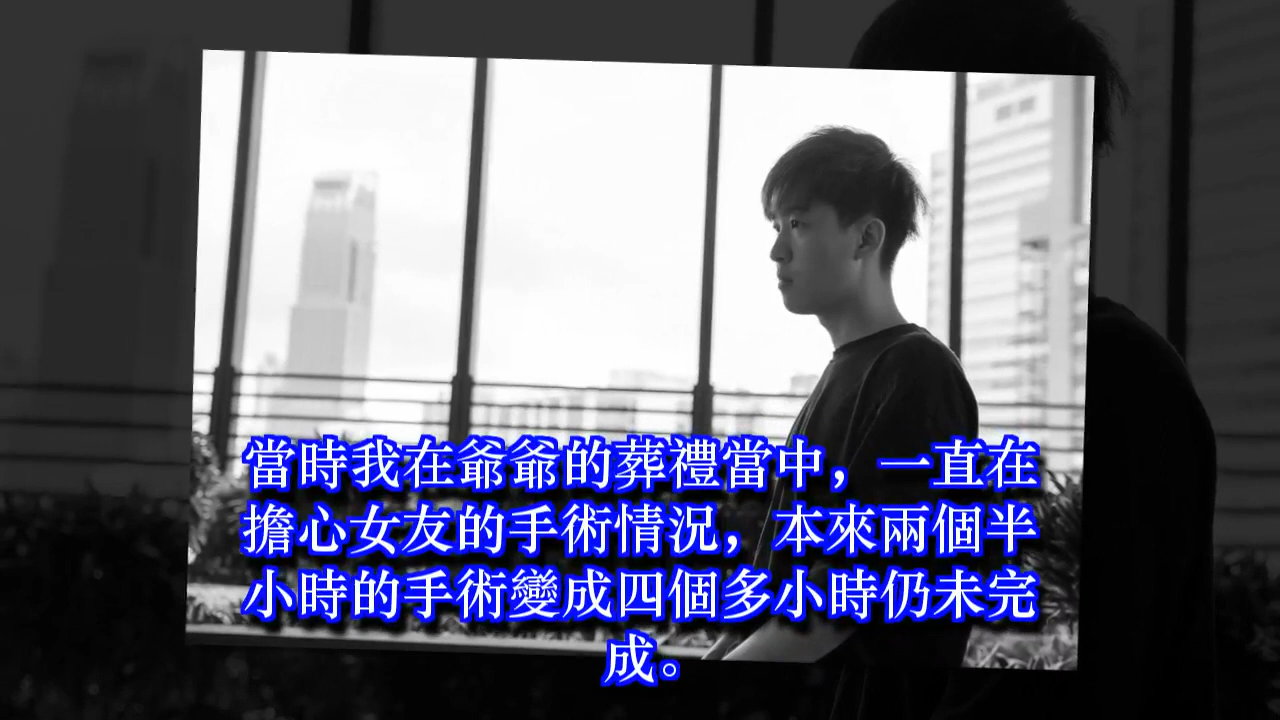 當時我在爺爺的葬禮當中，一直在
擔心女友的手術情況，本來兩個半
小時的手術變成四個多小時仍未完
成。